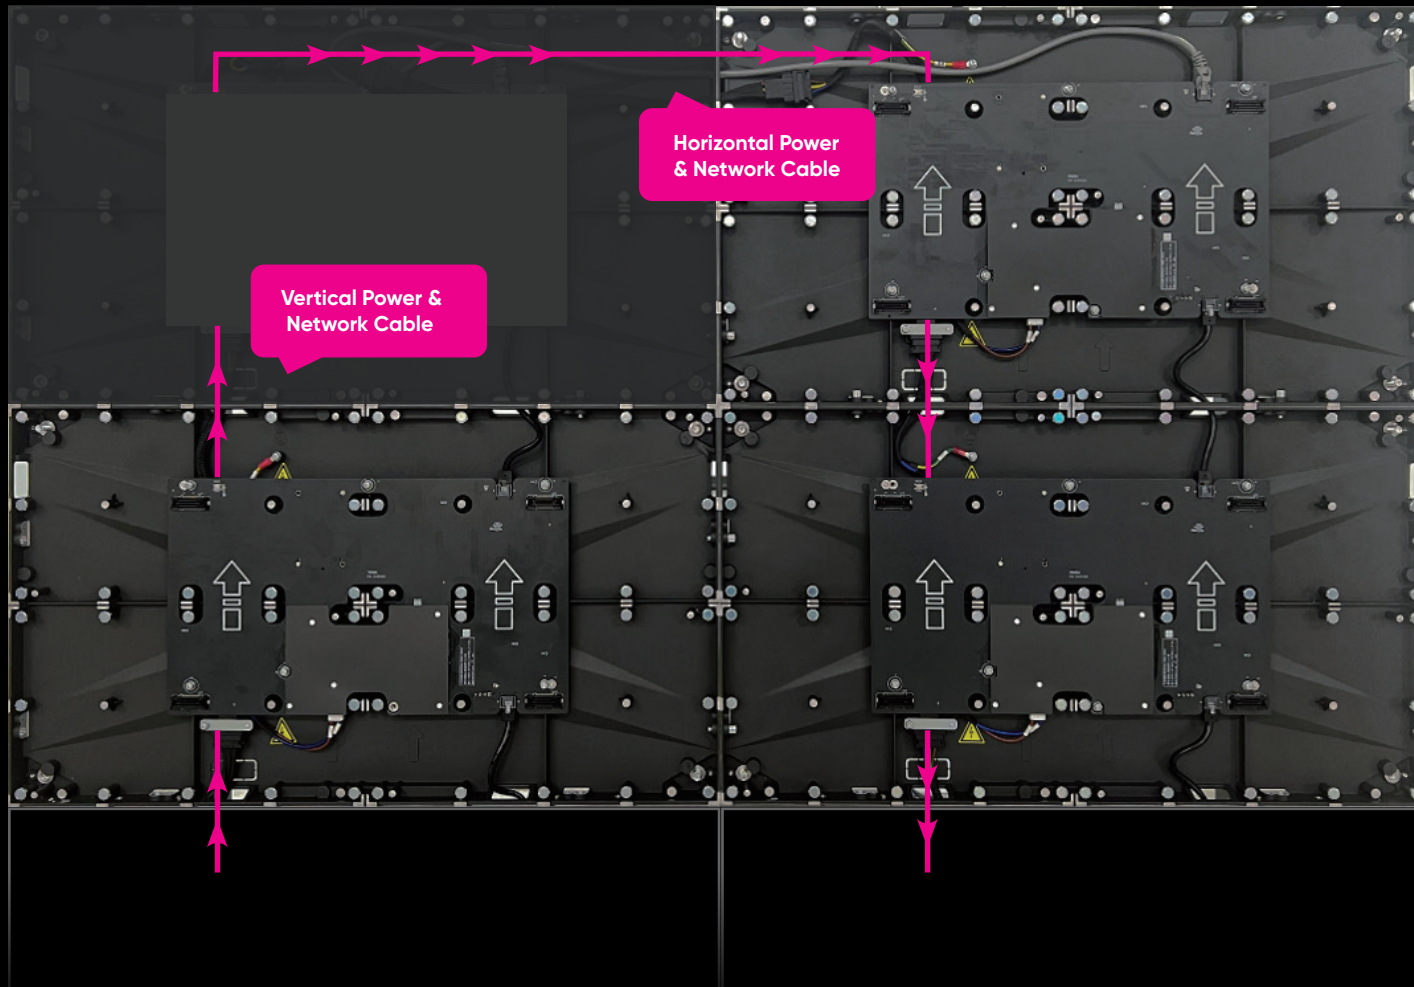 Horizontal Power
& Network Cable
Vertical Power &
Network Cable